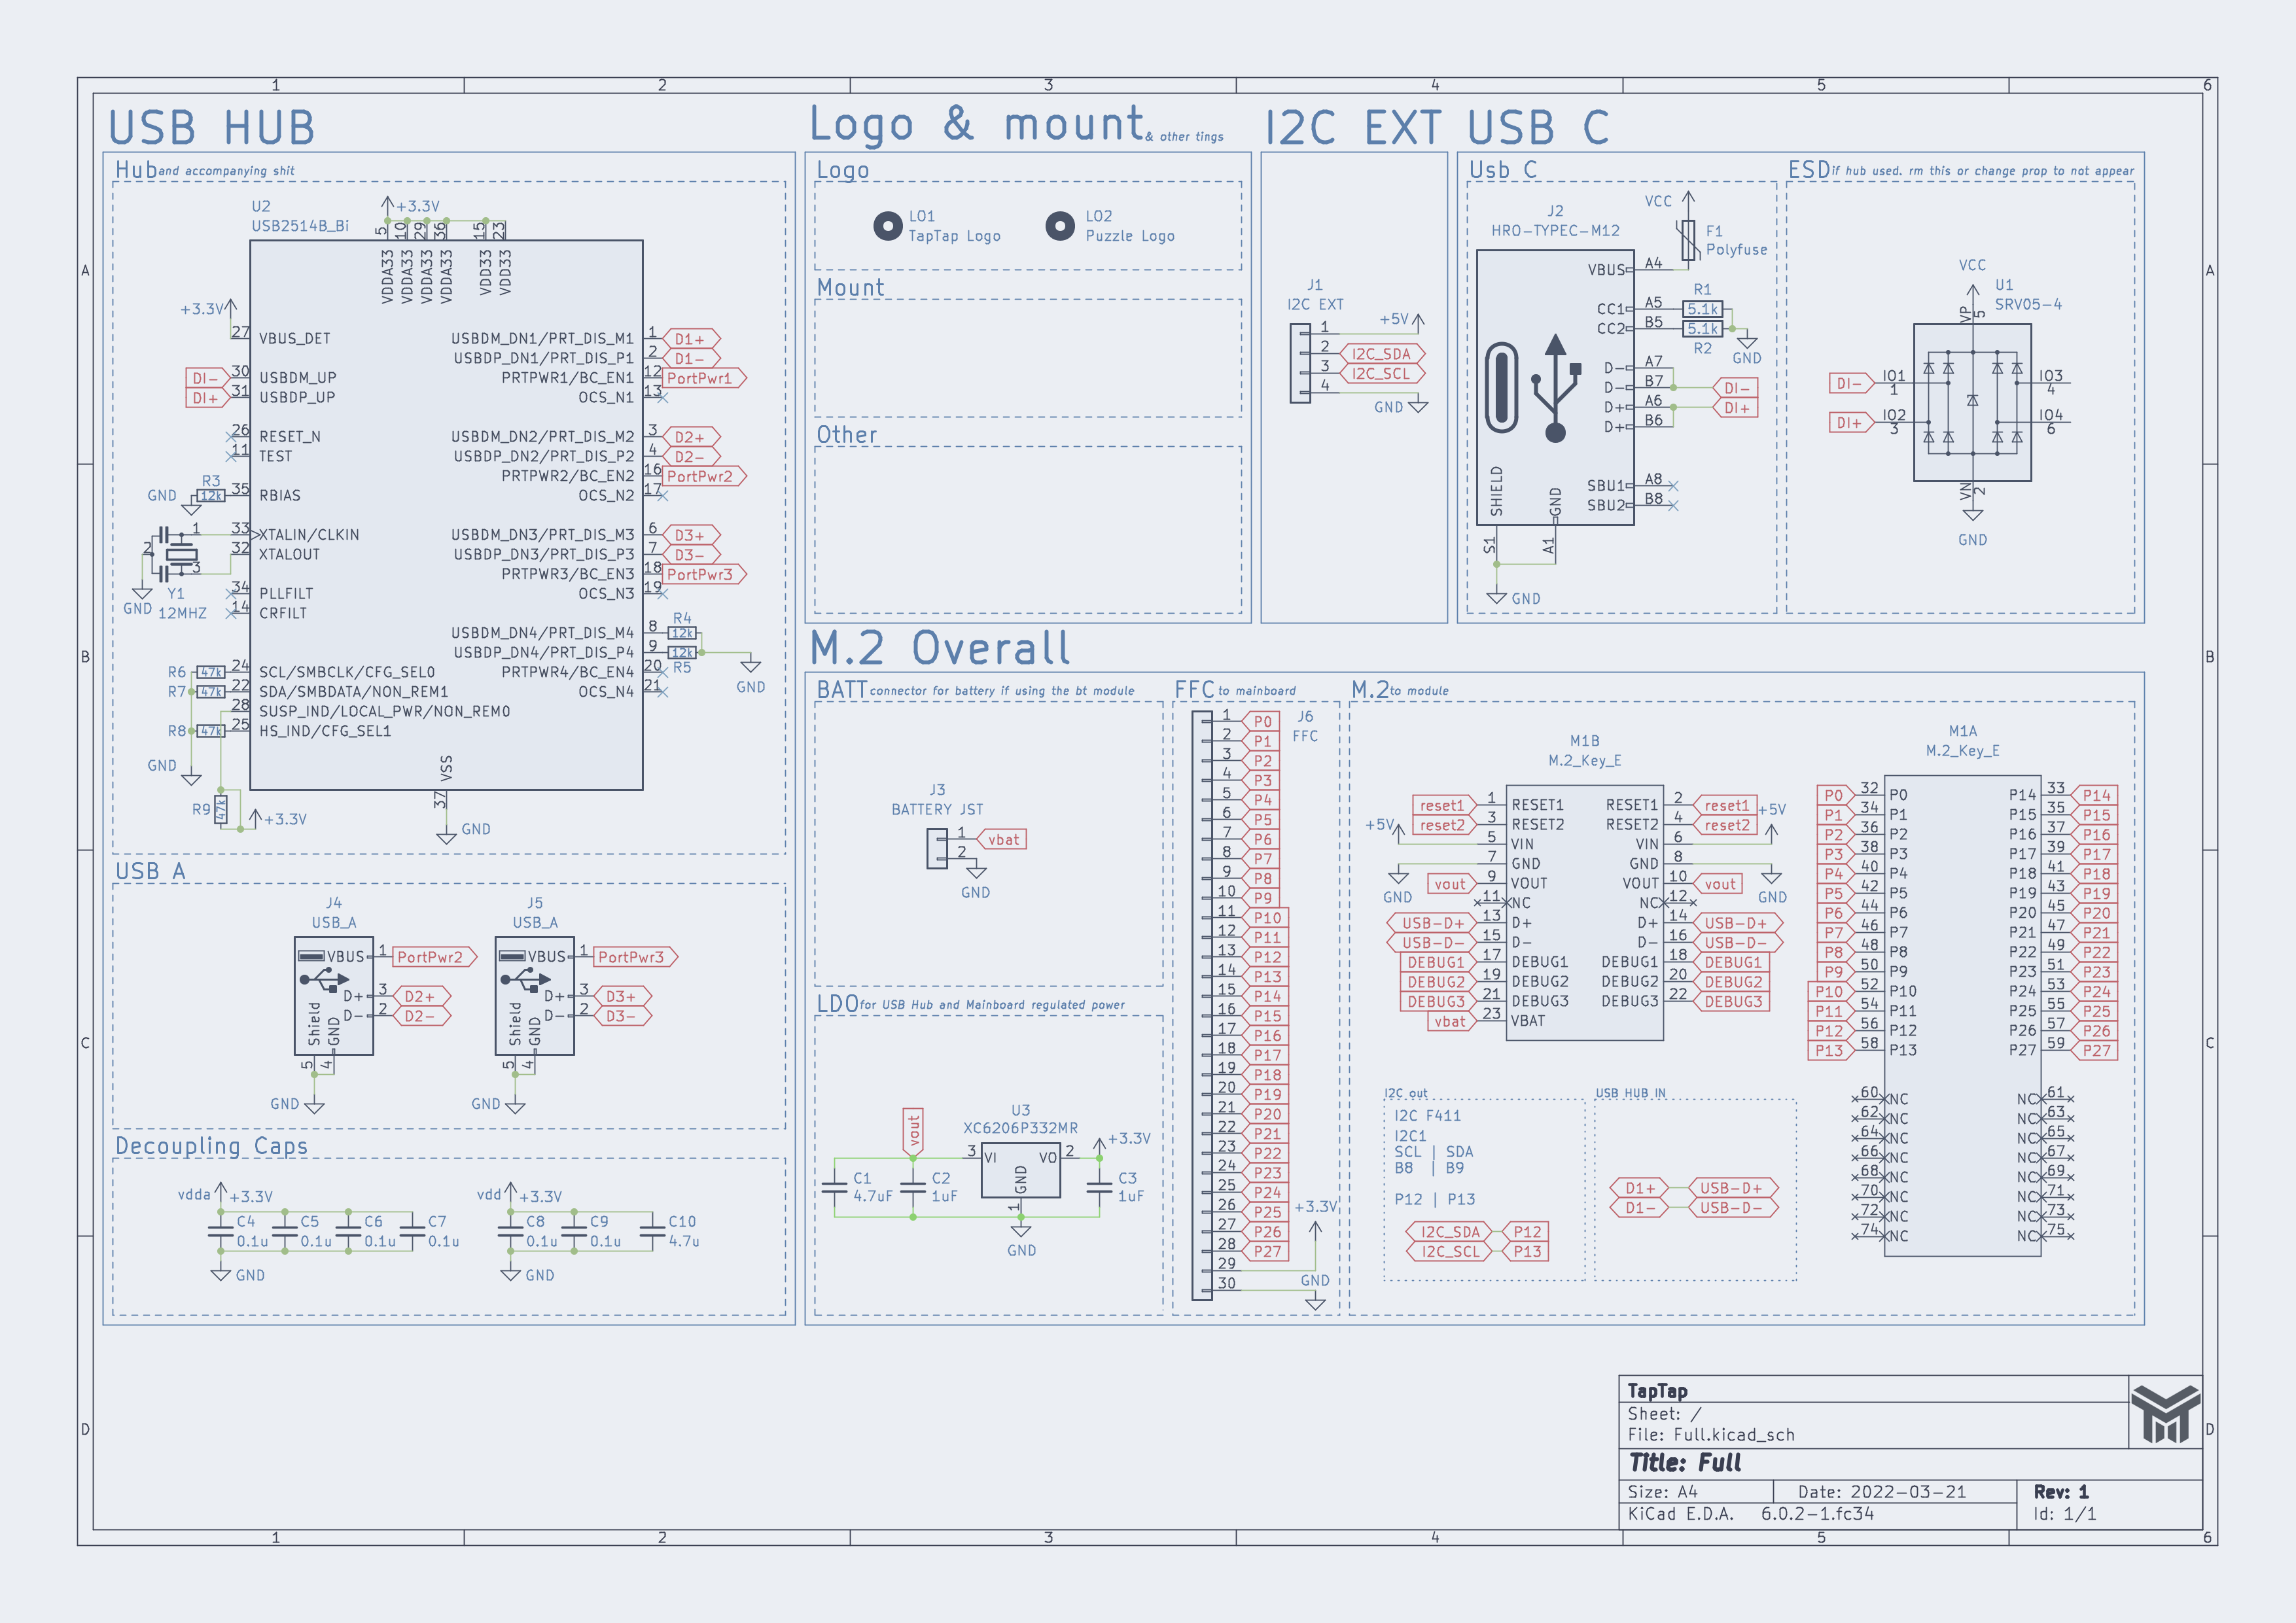 1 2 3 4 5 6
USB HUB
Hub and accompanying shit
U2
USB2514B_Bi
+3.3V
5 10 29 36 15 23
VDDA33 VDDA33 VDDA33 VDDA33 VDD33 VDD33
+3.3V
27 VBUS_DET
DI- 30 USBDM_UP
DI+ 31 USBDP_UP
26 RESET_N
11 TEST
GND R3 12k 35 RBIAS
1 33 XTALIN/CLKIN
2 32 XTALOUT
3
GND Y1 12MHZ
34 PLLFILT
14 CRFILT
R6 47k 24 SCL/SMBCLK/CFG_SEL0
R7 47k 22 SDA/SMBDATA/NON_REM1
28 SUSP_IND/LOCAL_PWR/NON_REM0
R8 47k 25 HS_IND/CFG_SEL1
GND
R9 47k +3.3V
VSS 37 GND
USBDM_DN1/PRT_DIS_M1 1 D1+
USBDP_DN1/PRT_DIS_P1 2 D1-
PRTPWR1/BC_EN1 12 PortPwr1
OCS_N1 13
USBDM_DN2/PRT_DIS_M2 3 D2+
USBDP_DN2/PRT_DIS_P2 4 D2-
PRTPWR2/BC_EN2 16 PortPwr2
OCS_N2 17
USBDM_DN3/PRT_DIS_M3 6 D3+
USBDP_DN3/PRT_DIS_P3 7 D3-
PRTPWR3/BC_EN3 18 PortPwr3
OCS_N3 19
USBDM_DN4/PRT_DIS_M4 8 R4 12k
USBDP_DN4/PRT_DIS_P4 9 12k R5
PRTPWR4/BC_EN4 20
OCS_N4 21
GND
USB A
J4
USB_A
VBUS 1 PortPwr2
D+ 3 D2+
D- 2 D2-
Shield GND
5 4
GND
J5
USB_A
VBUS 1 PortPwr3
D+ 3 D3+
D- 2 D3-
Shield GND
5 4
GND
Decoupling Caps
vdda +3.3V
C4 0.1u C5 0.1u C6 0.1u C7 0.1u
GND
vdd +3.3V
C8 0.1u C9 0.1u C10 4.7u
GND
Logo & mount & other tings
Logo
LO1
TapTap Logo
LO2
Puzzle Logo
Mount
Other
I2C EXT
J1
I2C EXT
1 +5V
2 I2C_SDA
3 I2C_SCL
4 GND
USB C
Usb C
J2
HRO-TYPEC-M12
VCC
F1
Polyfuse
VBUS A4
CC1 A5 R1 5.1k
CC2 B5 5.1k R2
GND
D- A7
D- B7 DI-
D+ A6 DI+
D+ B6
SBU1 A8
SBU2 B8
SHIELD GND
S1 A1
GND
ESD if hub used. rm this or change prop to not appear
VCC
U1
SRV05-4
VP 5
DI- IO1 1
IO3 4
DI+ IO2 3
IO4 6
VN 2
GND
M.2 Overall
BATT connector for battery if using the bt module
J3
BATTERY JST
1 vbat
2
GND
LDO for USB Hub and Mainboard regulated power
vout
U3
XC6206P332MR
3 VI VO 2 +3.3V
GND 1
C1 4.7uF
C2 1uF
C3 1uF
GND
FFC to mainboard
J6
FFC
1 P0
2 P1
3 P2
4 P3
5 P4
6 P5
7 P6
8 P7
9 P8
10 P9
11 P10
12 P11
13 P12
14 P13
15 P14
16 P15
17 P16
18 P17
19 P18
20 P19
21 P20
22 P21
23 P22
24 P23
25 P24
26 P25
27 P26
28 P27
29 +3.3V
30 GND
M.2 to module
M1B
M.2_Key_E
reset1 1 RESET1 RESET1 2 reset1
reset2 3 RESET2 RESET2 4 reset2
+5V 5 VIN VIN 6 +5V
GND 7 GND GND 8 GND
vout 9 VOUT VOUT 10 vout
11 NC NC 12
USB-D+ 13 D+ D+ 14 USB-D+
USB-D- 15 D- D- 16 USB-D-
DEBUG1 17 DEBUG1 DEBUG1 18 DEBUG1
DEBUG2 19 DEBUG2 DEBUG2 20 DEBUG2
DEBUG3 21 DEBUG3 DEBUG3 22 DEBUG3
vbat 23 VBAT
I2C out
I2C F411
I2C1
SCL | SDA
B8 | B9
P12 | P13
I2C_SDA P12
I2C_SCL P13
USB HUB IN
D1+ USB-D+
D1- USB-D-
M1A
M.2_Key_E
P0 32 P0 P14 33 P14
P1 34 P1 P15 35 P15
P2 36 P2 P16 37 P16
P3 38 P3 P17 39 P17
P4 40 P4 P18 41 P18
P5 42 P5 P19 43 P19
P6 44 P6 P20 45 P20
P7 46 P7 P21 47 P21
P8 48 P8 P22 49 P22
P9 50 P9 P23 51 P23
P10 52 P10 P24 53 P24
P11 54 P11 P25 55 P25
P12 56 P12 P26 57 P26
P13 58 P13 P27 59 P27
60 NC NC 61
62 NC NC 63
64 NC NC 65
66 NC NC 67
68 NC NC 69
70 NC NC 71
72 NC NC 73
74 NC NC 75
A A
B B
C C
D D
TapTap
Sheet: /
File: Full.kicad_sch
Title: Full
Size: A4 Date: 2022-03-21 Rev: 1
KiCad E.D.A. 6.0.2-1.fc34 Id: 1/1
1 2 3 4 5 6